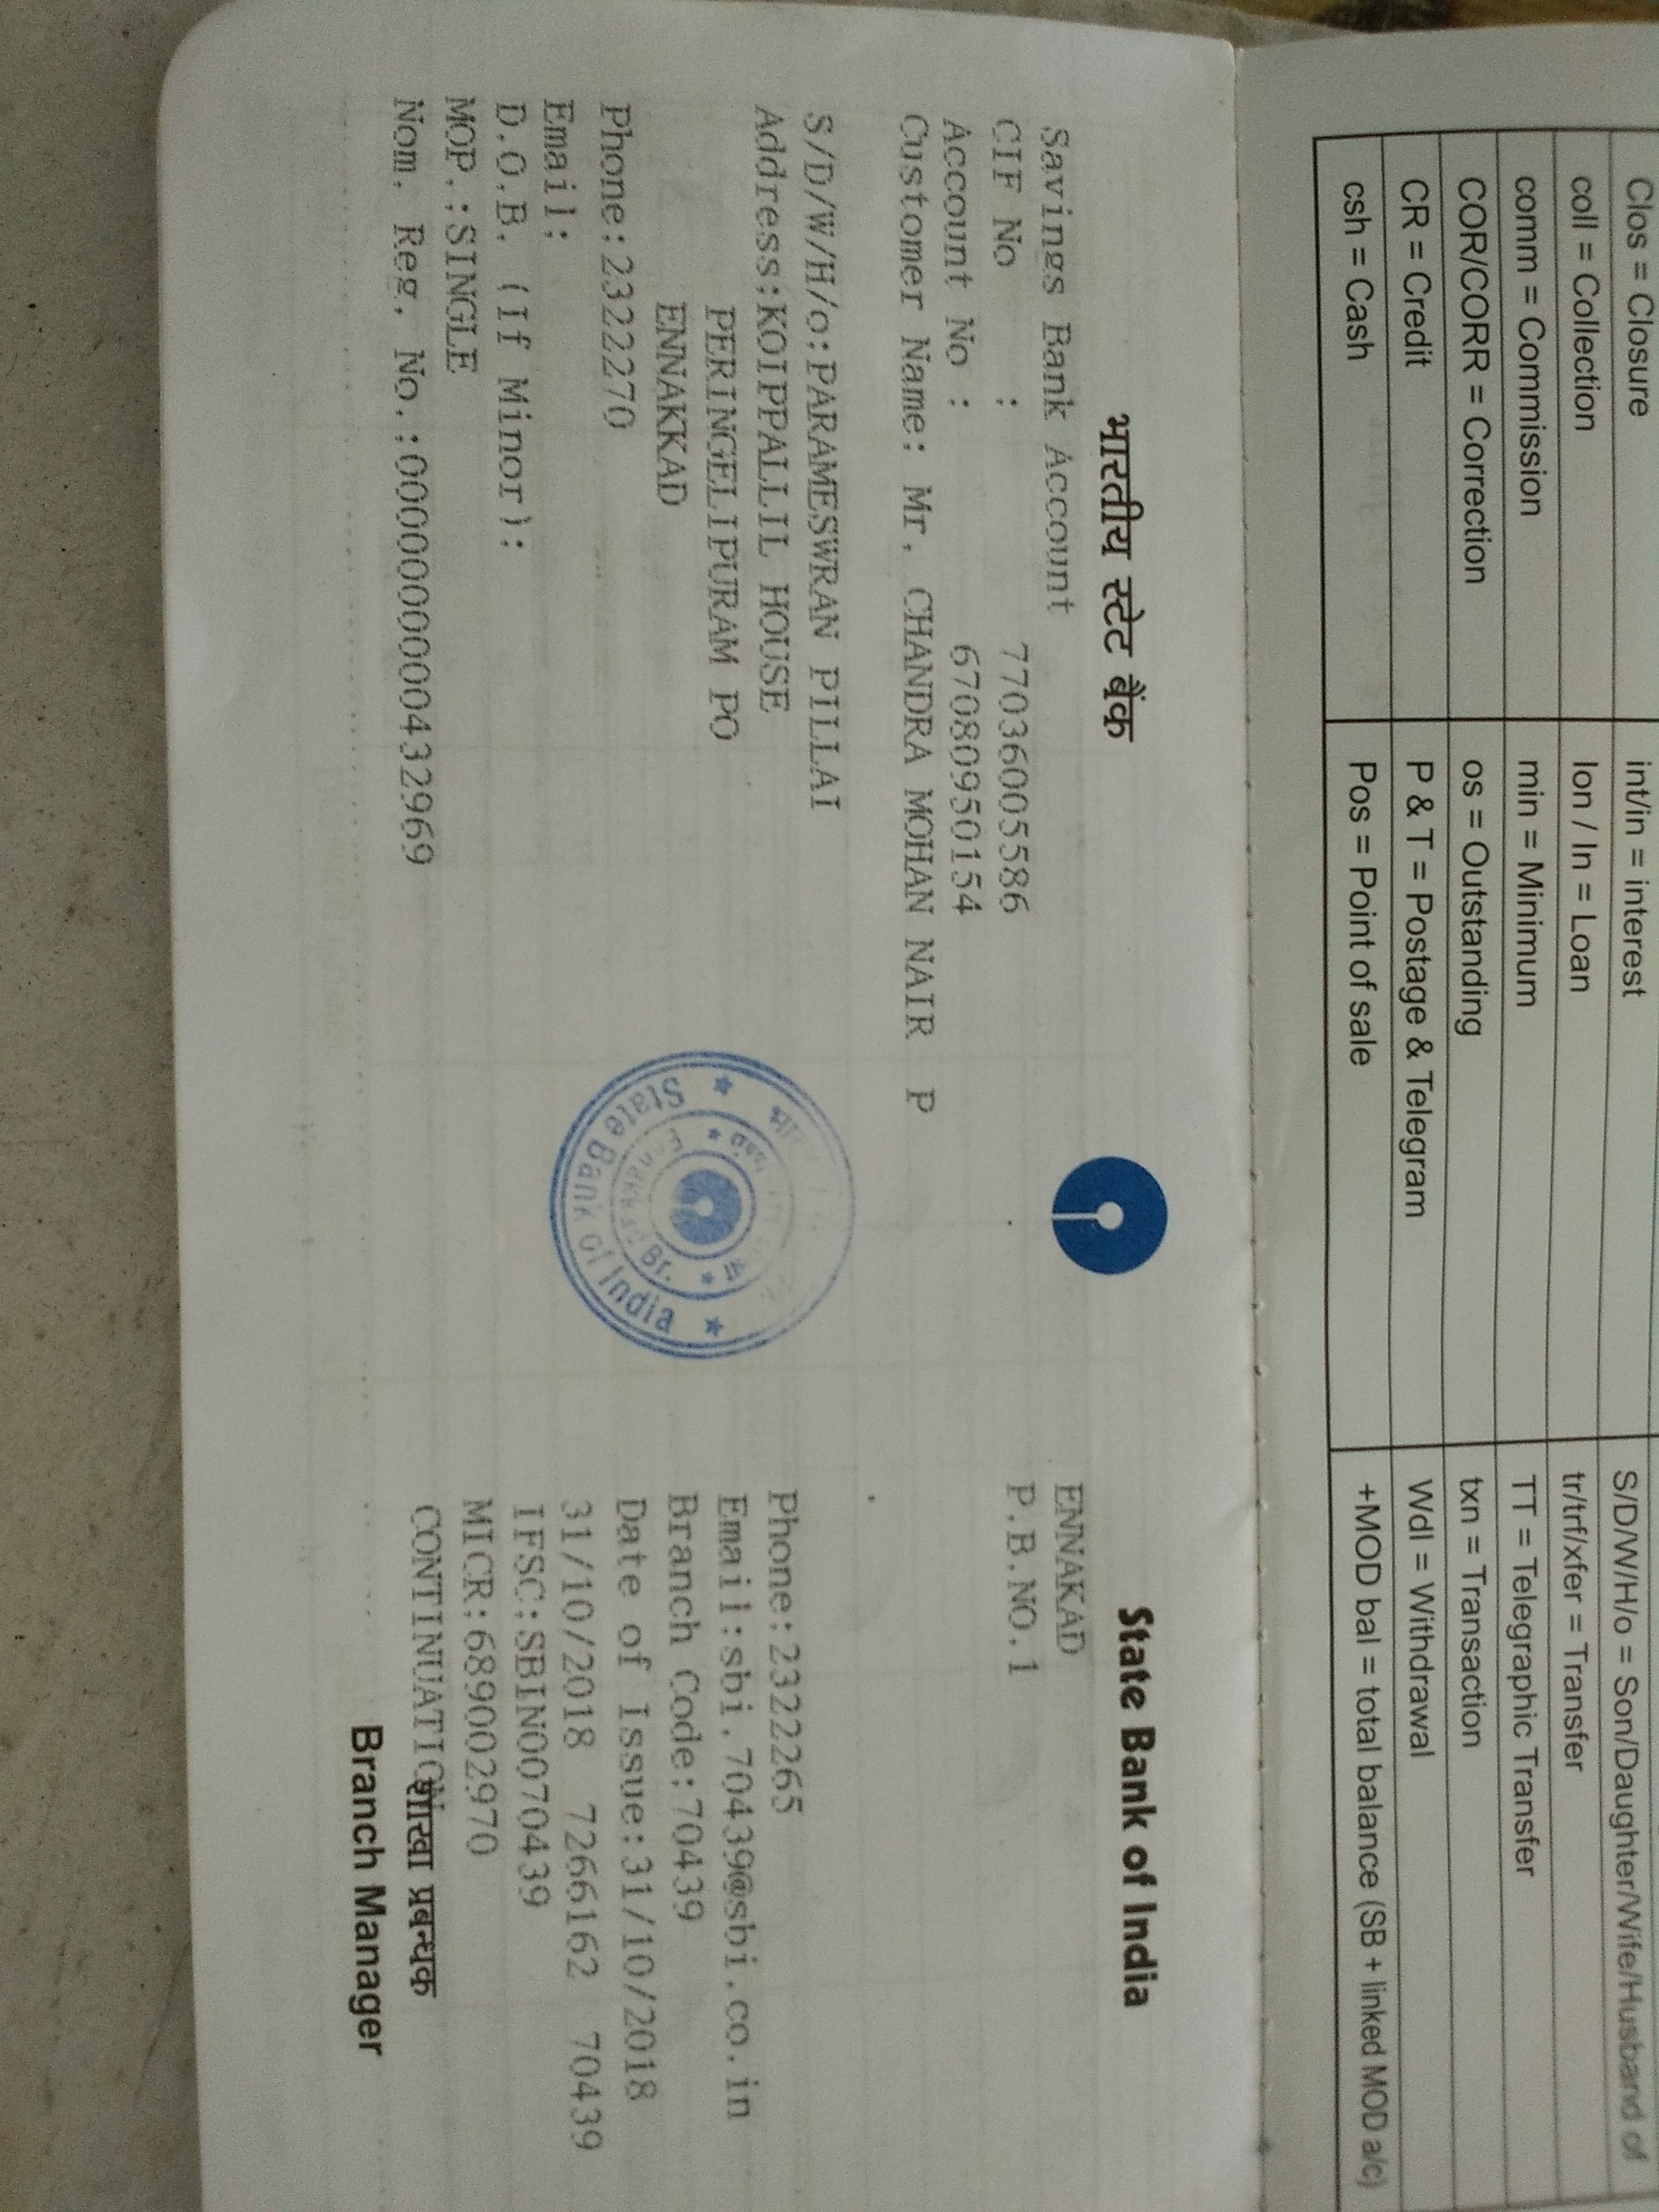 Clos = Closure int/in = interest S/D/W/H/o = Son/Daughter/Wife/Husband of
coll = Collection lon / ln = Loan tr/trf/xfer = Transfer
comm = Commission min = Minimum TT = Telegraphic Transfer
COR/CORR = Correction os = Outstanding txn = Transaction
CR = Credit P & T = Postage & Telegram Wdl = Withdrawal
csh = Cash Pos = Point of sale +MOD bal = total balance (SB + linked MOD a/c)
भारतीय स्टेट बैंक State Bank of India
Savings Bank Account
CIF No : 77036005586
Account No : 67080950154
Customer Name: Mr. CHANDRA MOHAN NAIR P
S/D/W/H/o:PARAMESWRAN PILLAI
Address:KOIPPALLIL HOUSE
PERINGELIPURAM PO
ENNAKKAD
Phone:2322270
Email:
D.O.B. (If Minor):
MOP.:SINGLE
Nom. Reg. No.:0000000000432969
State Bank of India
Br.
ENNAKAD
P.B.NO.1
Phone:2322265
Email:sbi.70439@sbi.co.in
Branch Code:70439
Date of Issue:31/10/2018
31/10/2018 7266162 70439
IFSC:SBIN0070439
MICR:689002970
CONTINUATION
शाखा प्रबन्धक
Branch Manager